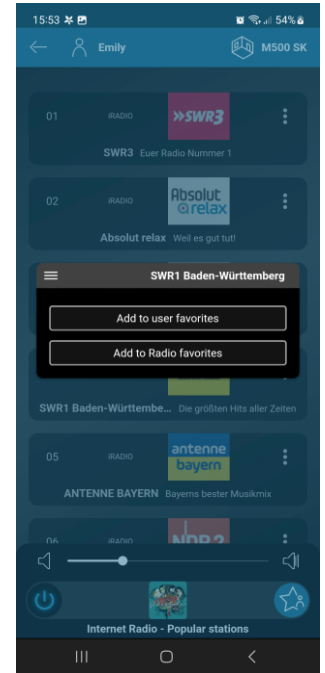 15:53 54%
Emily M500 SK
01 iRADIO »SWR3
SWR3 Euer Radio Nummer 1
02 iRADIO Absolut relax
Absolut relax Weil es gut tut!
SWR1 Baden-Württemberg
Add to user favorites
Add to Radio favorites
SWR1 Baden-Württembe... Die größten Hits aller Zeiten
05 iRADIO antenne bayern
ANTENNE BAYERN Bayerns bester Musikmix
06 iRADIO NDR 2
Internet Radio - Popular stations